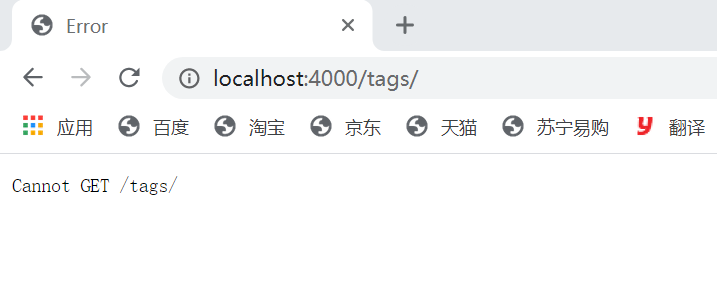 Error
localhost:4000/tags/
应用 百度 淘宝 京东 天猫 苏宁易购 翻译
Cannot GET /tags/